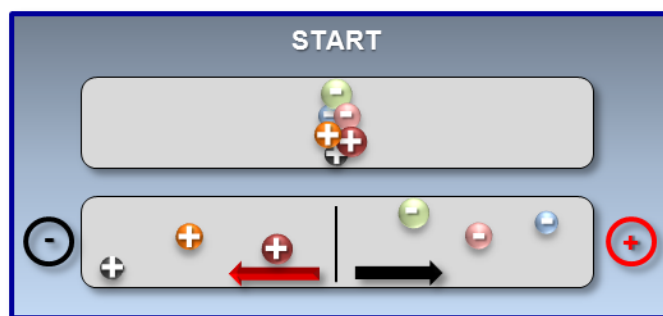 START
-
- -
+ +
+
- + + + - - - +